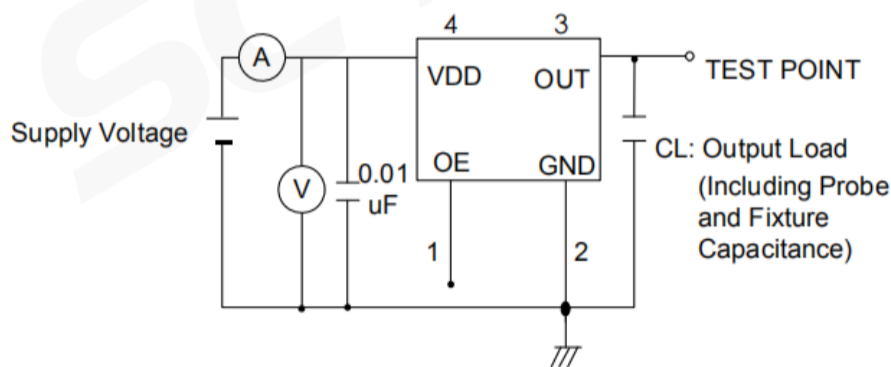 4 3
A
VDD OUT
TEST POINT
Supply Voltage
V
0.01
uF
OE GND
CL: Output Load
(Including Probe
and Fixture
Capacitance)
1 2